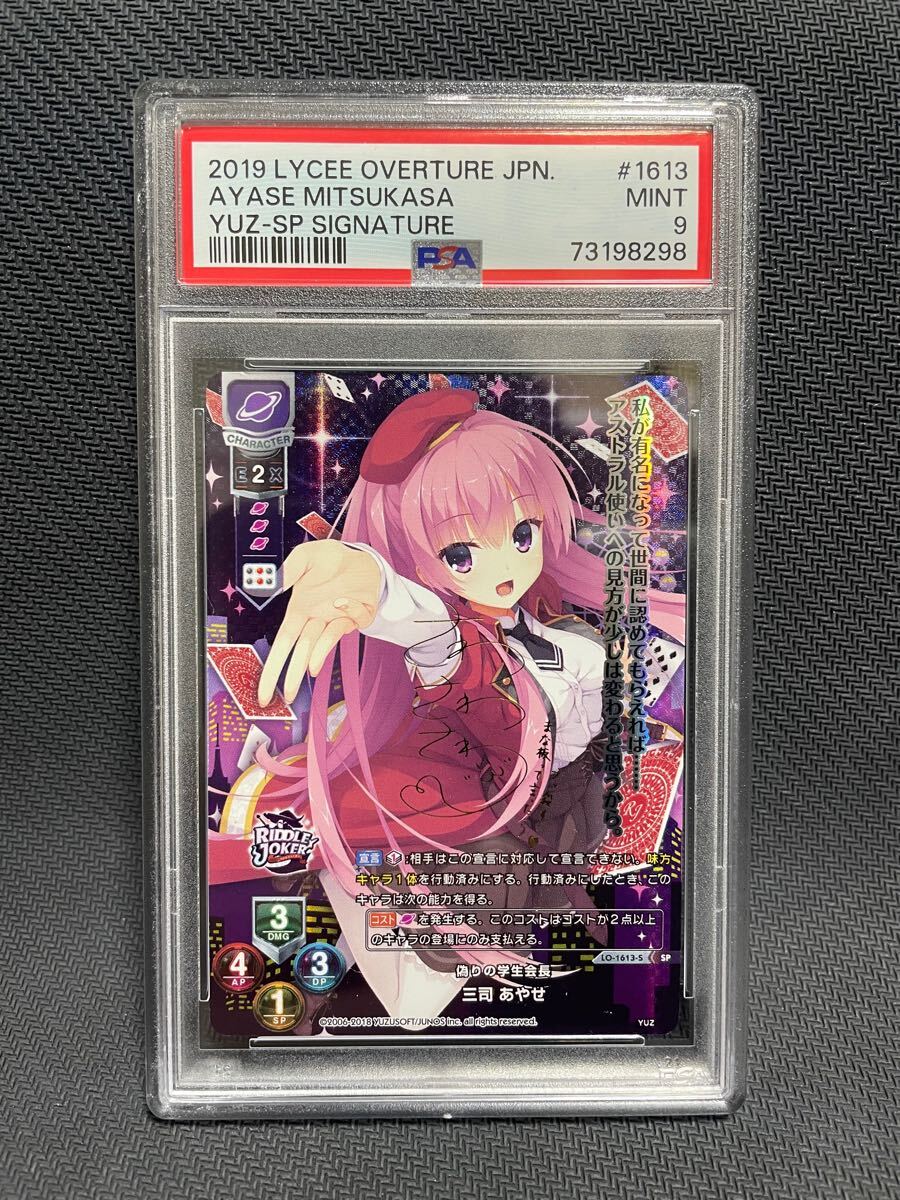 2019 LYCEE OVERTURE JPN. #1613
AYASE MITSUKASA MINT
YUZ-SP SIGNATURE 9
PSA 73198298
CHARACTER
E 2 X
私が有名になって世間に認めてもらえれば……
アストラル使いへの見方が少しは変わると思うから。
RIDDLE
JOKER
宣言 :相手はこの宣言に対応して宣言できない。味方
キャラ1体を行動済みにする。行動済みにしたとき、この
キャラは次の能力を得る。
コスト を発生する。このコストはコストが2点以上
のキャラの登場にのみ支払える。
3
DMG
4
AP
3
DP
1
SP
LO-1613-S SP
偽りの学生会長
三司 あやせ
©2006-2018 YUZUSOFT/JUNOS Inc. all rights reserved.
YUZ